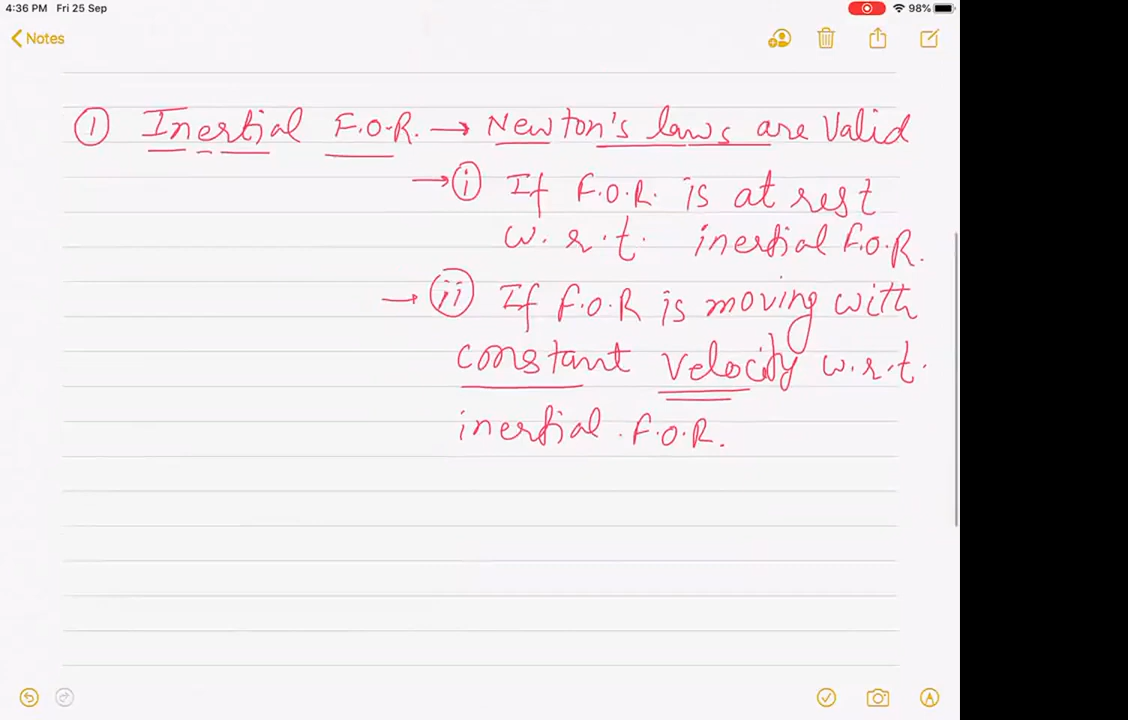 4:36 PM Fri 25 Sep
98%
Notes
① Inertial F.O.R. → Newton's laws are valid
→ ⓘ If F.O.R. is at rest
w.r.t. inertial F.O.R.
→ ⓘⓘ If F.O.R is moving with
constant velocity w.r.t.
inertial F.O.R.